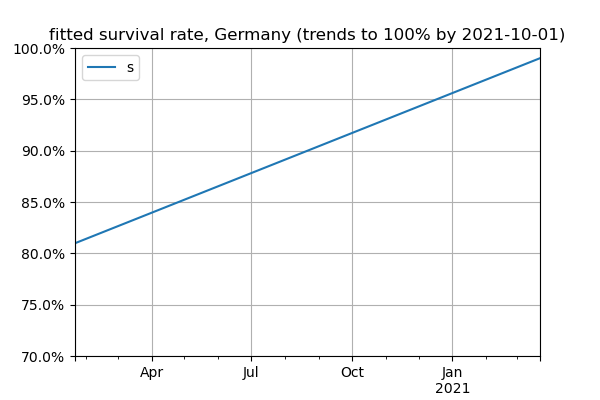 fitted survival rate, Germany (trends to 100% by 2021-10-01)
100.0%
s
95.0%
90.0%
85.0%
80.0%
75.0%
70.0%
Apr
Jul
Oct
Jan
2021